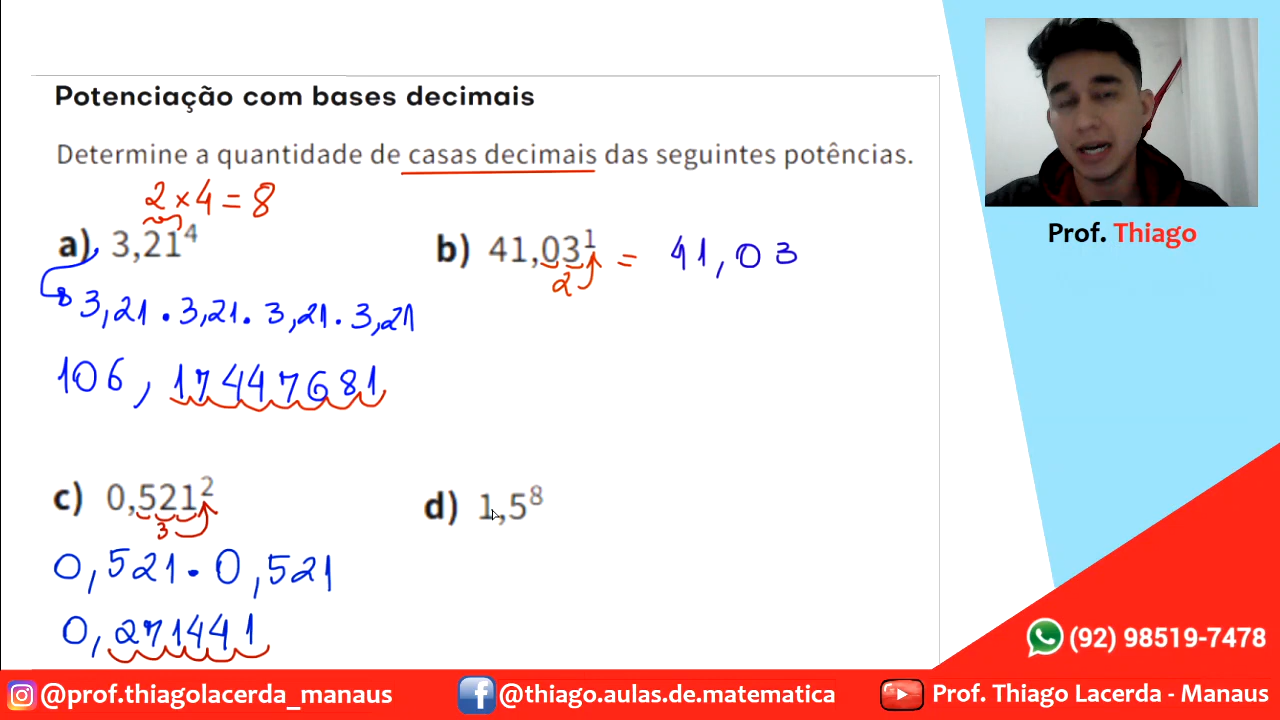 Potenciação com bases decimais
Determine a quantidade de casas decimais das seguintes potências.
2 × 4 = 8
a) 3,21⁴
3,21 . 3,21 . 3,21 . 3,21
106,17447681
b) 41,03¹ = 41,03
2
c) 0,521²
3
0,521 . 0,521
0,271441
d) 1,5⁸
Prof. Thiago
(92) 98519-7478
@prof.thiagolacerda_manaus
@thiago.aulas.de.matematica
Prof. Thiago Lacerda - Manaus